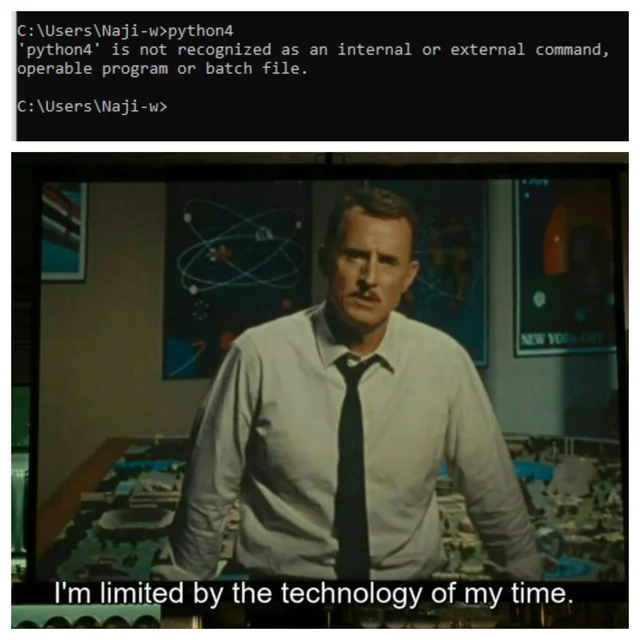 C:\Users\Naji-w>python4
'python4' is not recognized as an internal or external command,
operable program or batch file.
C:\Users\Naji-w>
NEW YORK CITY
I'm limited by the technology of my time.